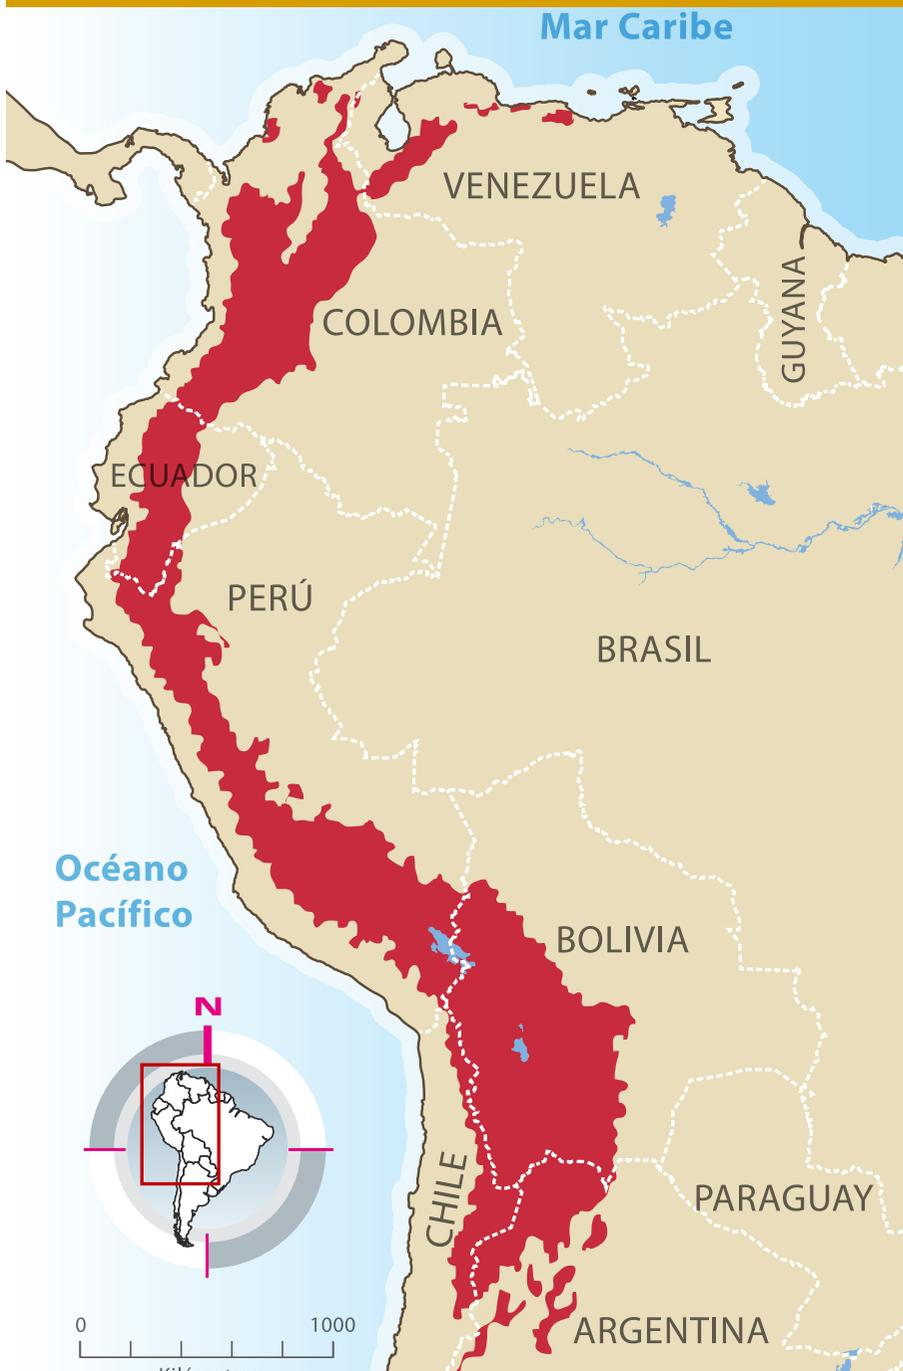 Mar Caribe
VENEZUELA
GUYANA
COLOMBIA
ECUADOR
PERÚ
BRASIL
Océano
Pacífico
BOLIVIA
N
CHILE
PARAGUAY
0 1000
ARGENTINA